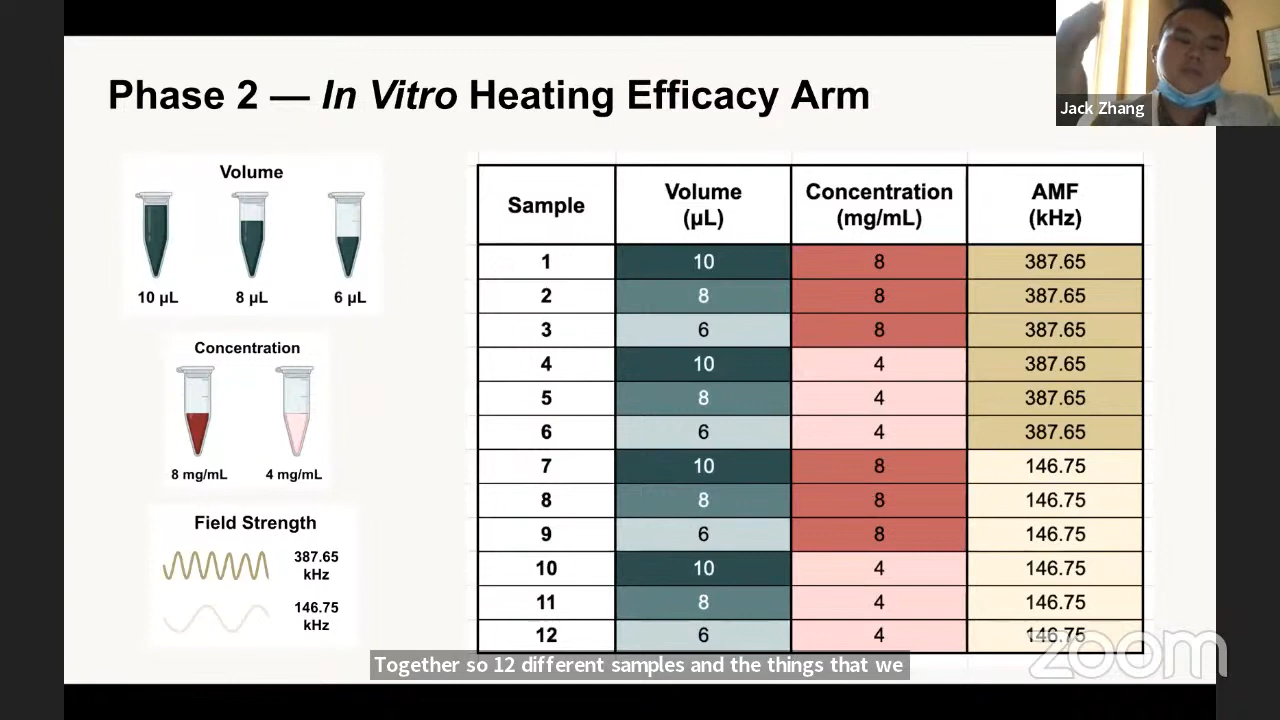 Phase 2 — In Vitro Heating Efficacy Arm
Jack Zhang
Volume
10 µL 8 µL 6 µL
Concentration
8 mg/mL 4 mg/mL
Field Strength
387.65
kHz
146.75
kHz
Sample Volume (µL) Concentration (mg/mL) AMF (kHz)
1 10 8 387.65
2 8 8 387.65
3 6 8 387.65
4 10 4 387.65
5 8 4 387.65
6 6 4 387.65
7 10 8 146.75
8 8 8 146.75
9 6 8 146.75
10 10 4 146.75
11 8 4 146.75
12 6 4 146.75
zoom
Together so 12 different samples and the things that we